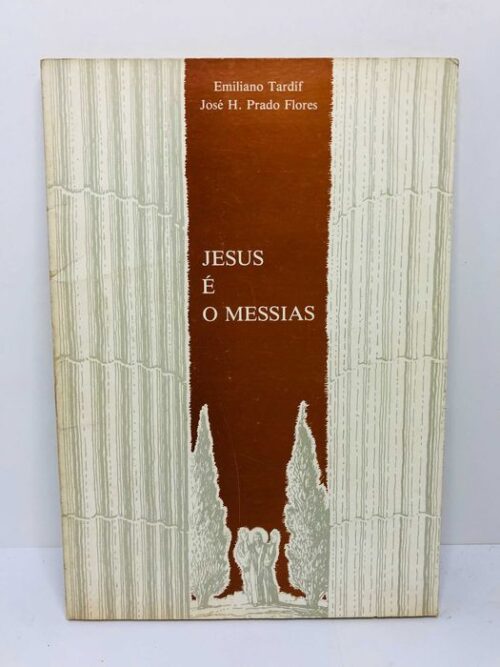 Emiliano Tardif
José H. Prado Flores
JESUS
É
O MESSIAS